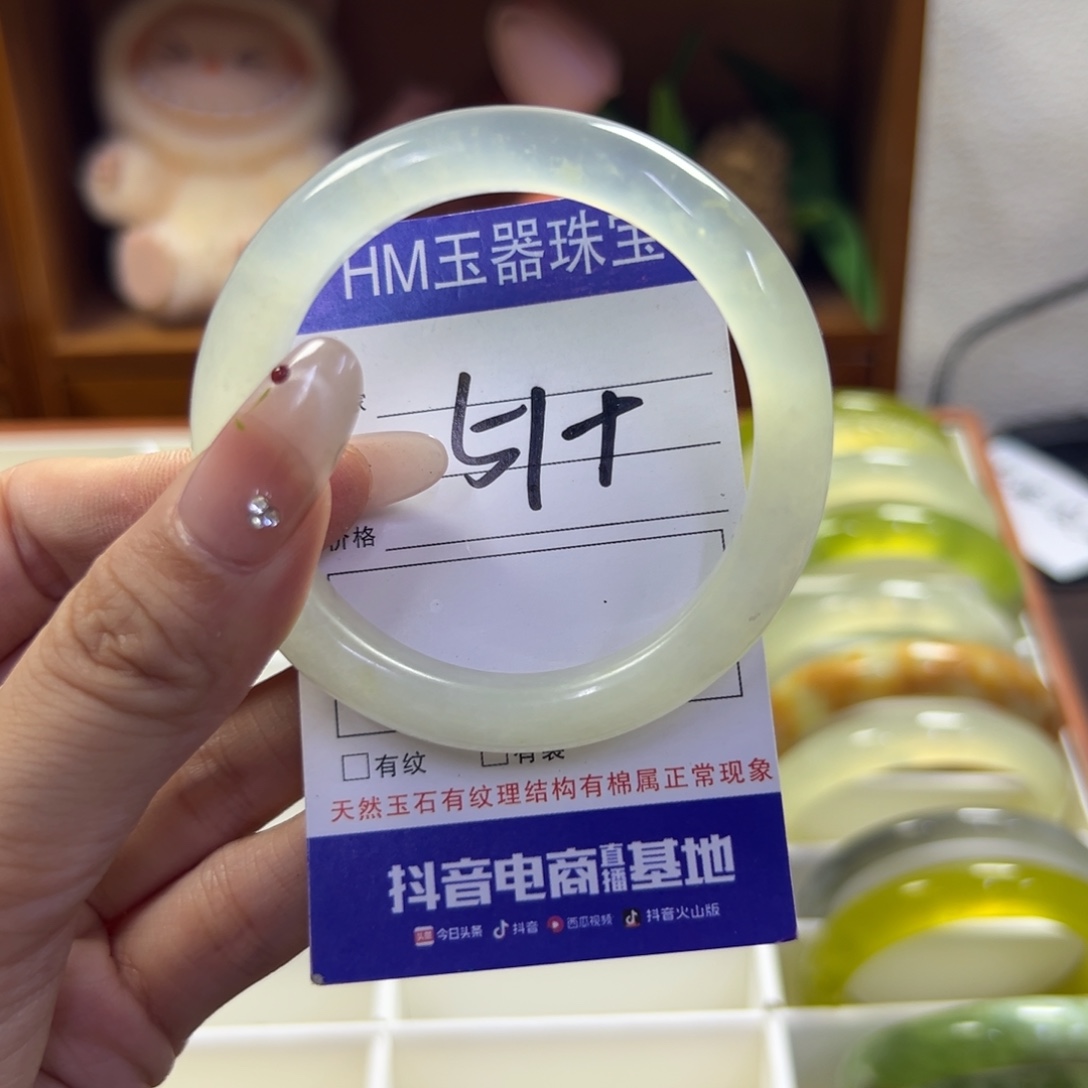 HM玉器珠宝
价格
有纹
有裂
天然玉石有纹理结构有棉属正常现象
抖音电商直播基地
今日头条 抖音 西瓜视频 抖音火山版